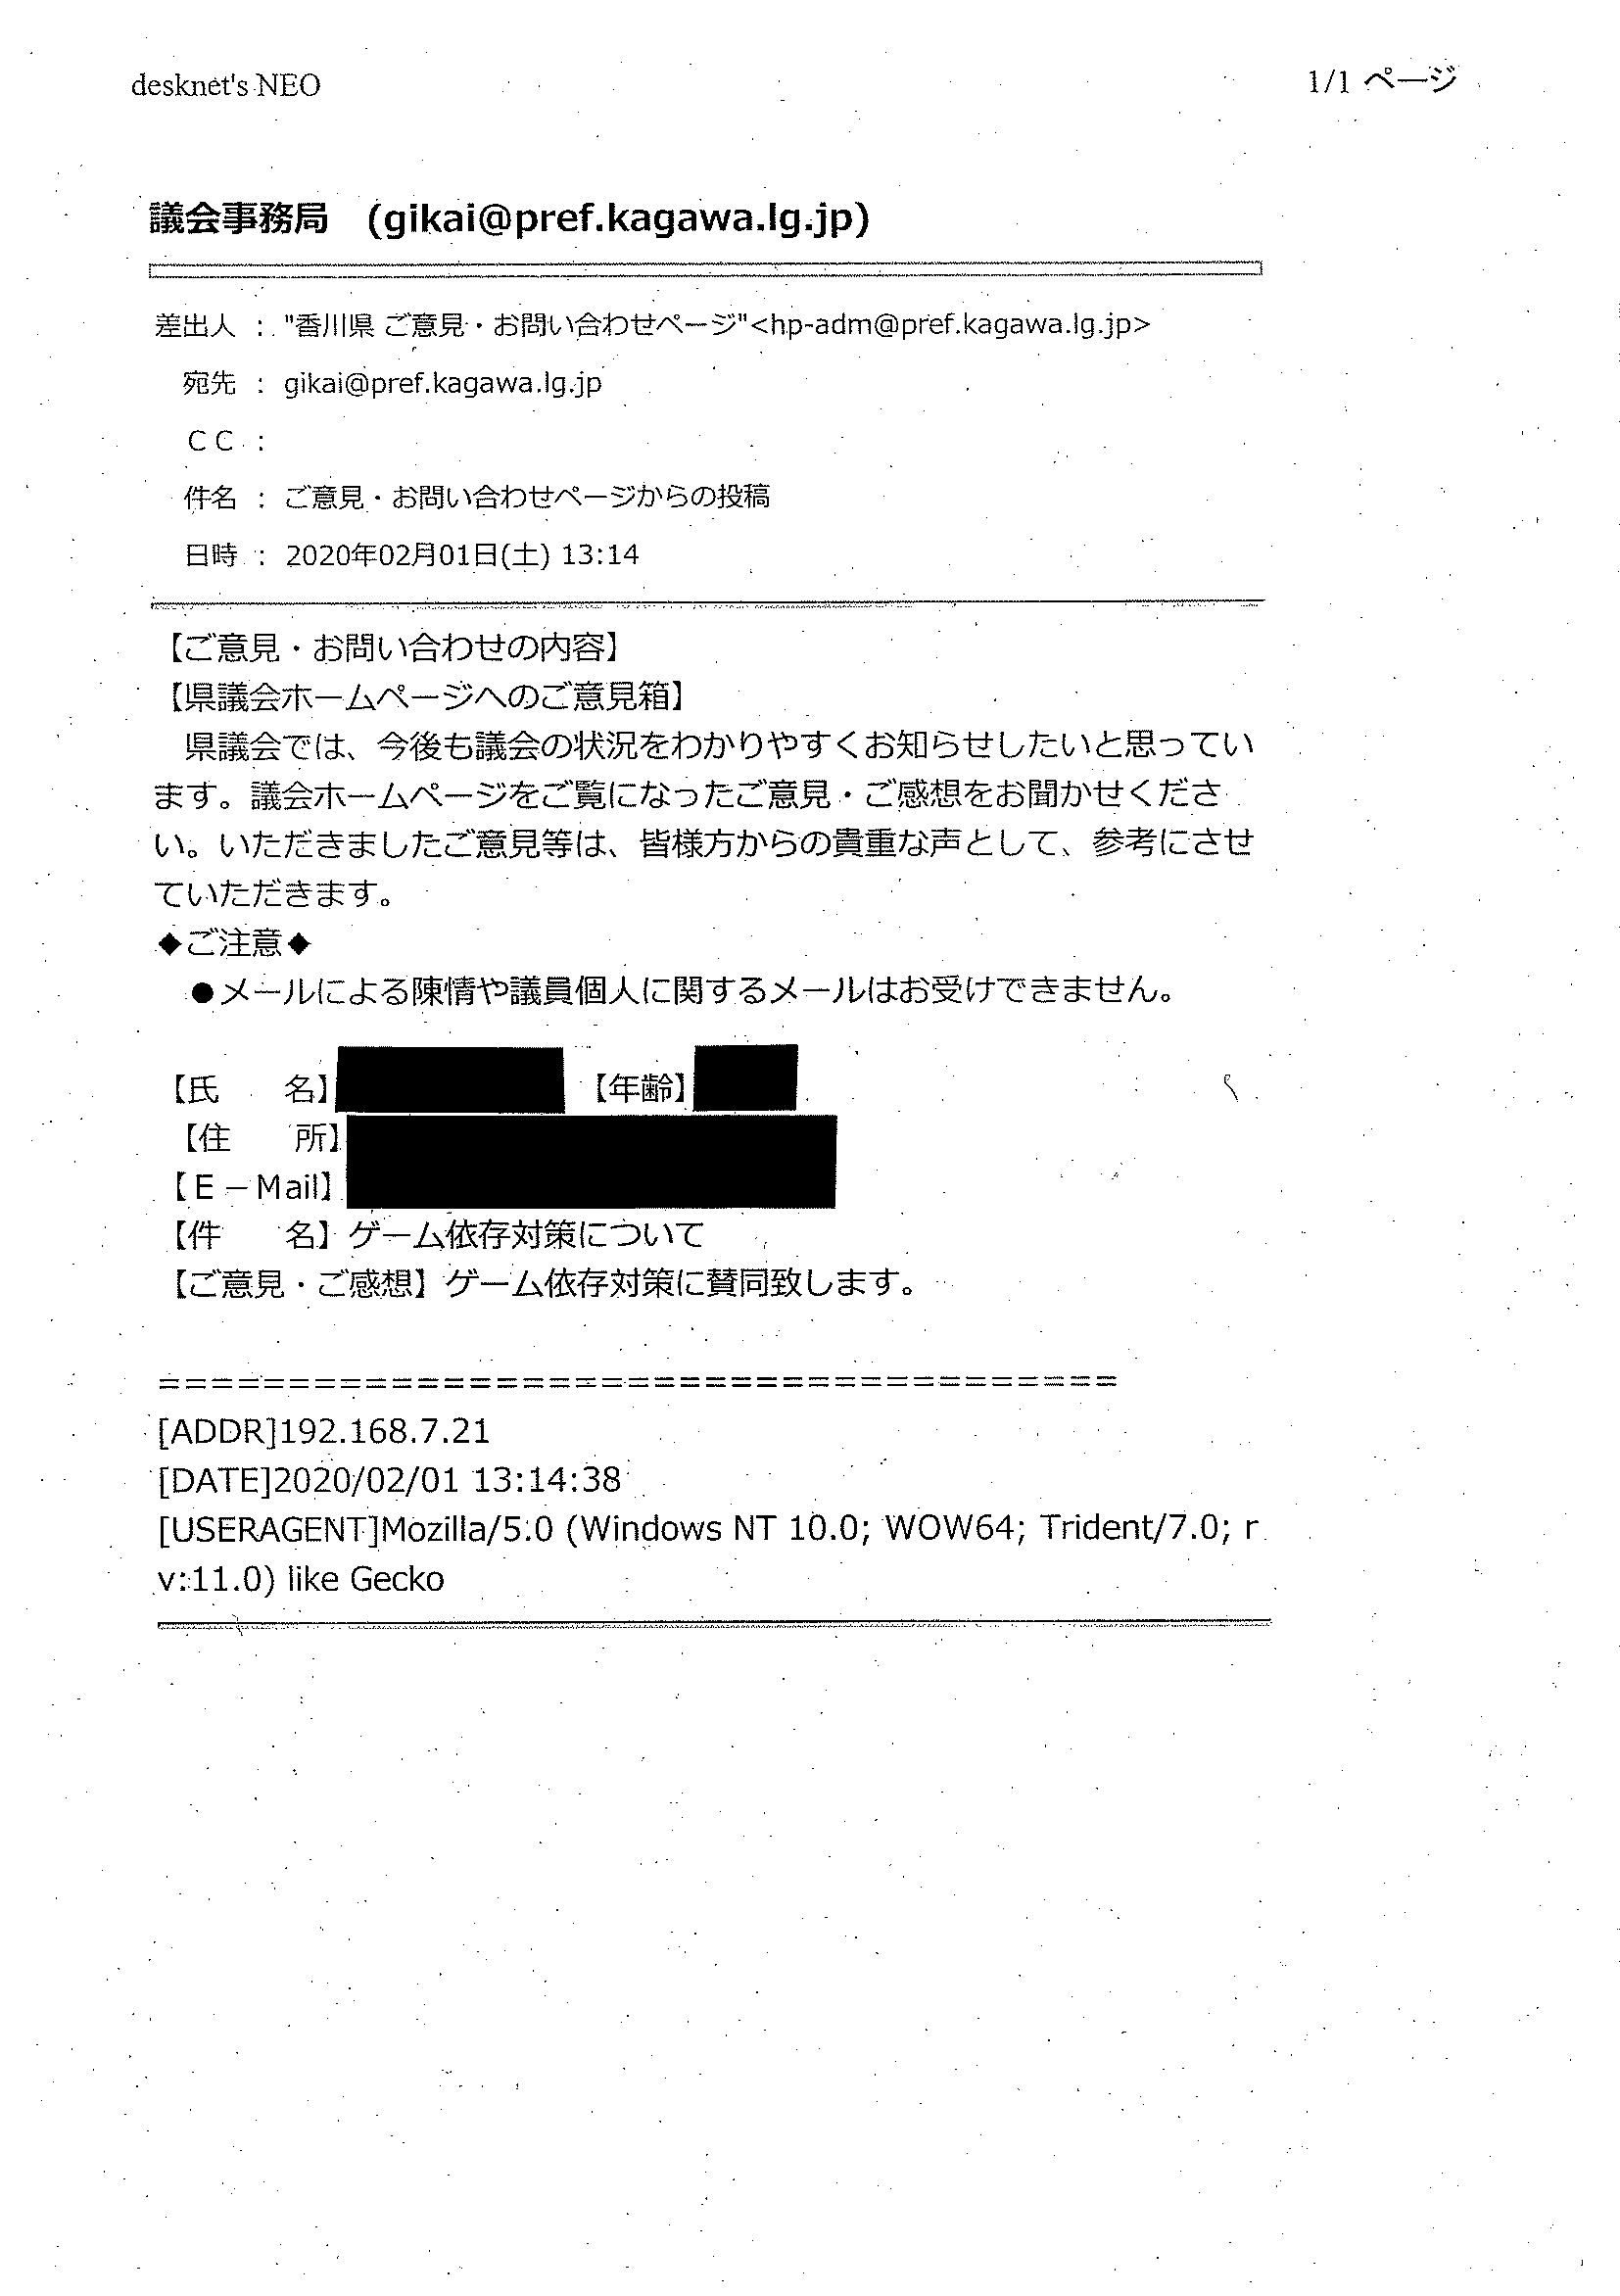 desknet's NEO
1/1 ページ
議会事務局　(gikai@pref.kagawa.lg.jp)
差出人 ： "香川県 ご意見・お問い合わせページ"<hp-adm@pref.kagawa.lg.jp>
宛先 ： gikai@pref.kagawa.lg.jp
ＣＣ ：
件名 ： ご意見・お問い合わせページからの投稿
日時 ： 2020年02月01日(土) 13:14
【ご意見・お問い合わせの内容】
【県議会ホームページへのご意見箱】
　県議会では、今後も議会の状況をわかりやすくお知らせしたいと思ってい
ます。議会ホームページをご覧になったご意見・ご感想をお聞かせくださ
い。いただきましたご意見等は、皆様方からの貴重な声として、参考にさせ
ていただきます。
◆ご注意◆
●メールによる陳情や議員個人に関するメールはお受けできません。
【氏　　名】　【年齢】
【住　　所】
【Ｅ－Mail】
【件　　名】ゲーム依存対策について
【ご意見・ご感想】ゲーム依存対策に賛同致します。
=====================================
[ADDR]192.168.7.21
[DATE]2020/02/01 13:14:38
[USERAGENT]Mozilla/5.0 (Windows NT 10.0; WOW64; Trident/7.0; r
v:11.0) like Gecko